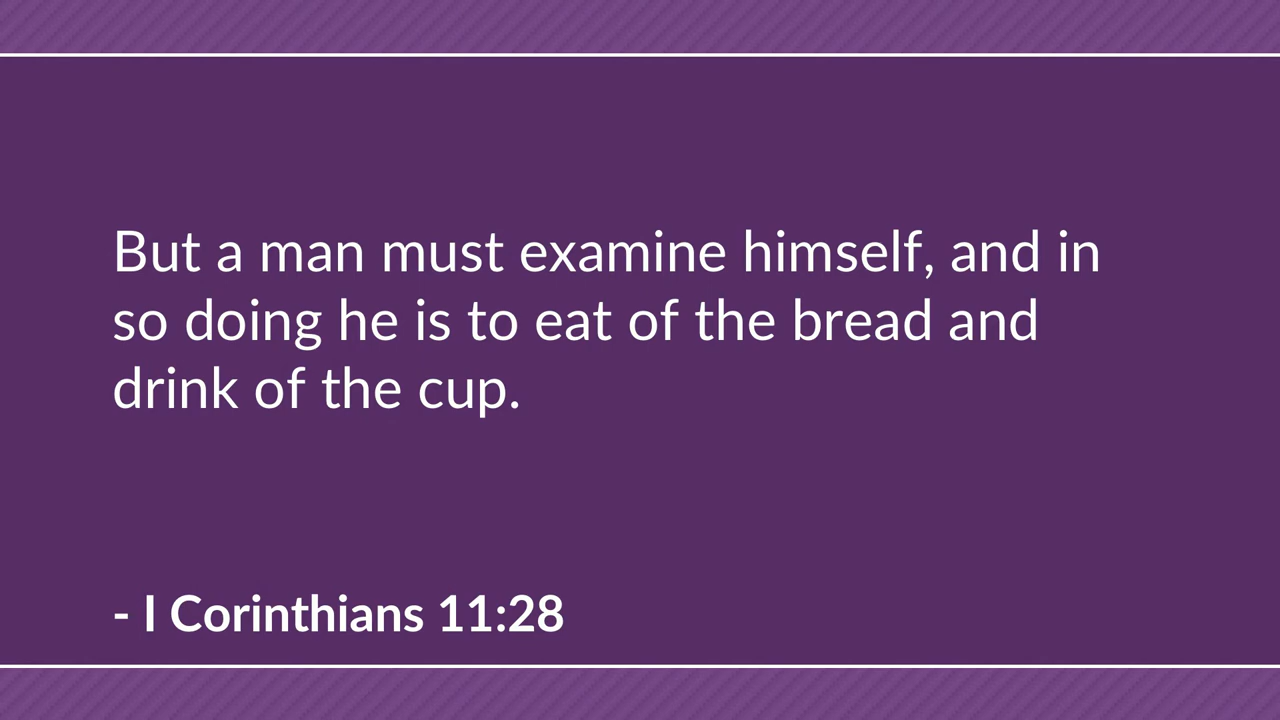 But a man must examine himself, and in
so doing he is to eat of the bread and
drink of the cup.
- I Corinthians 11:28